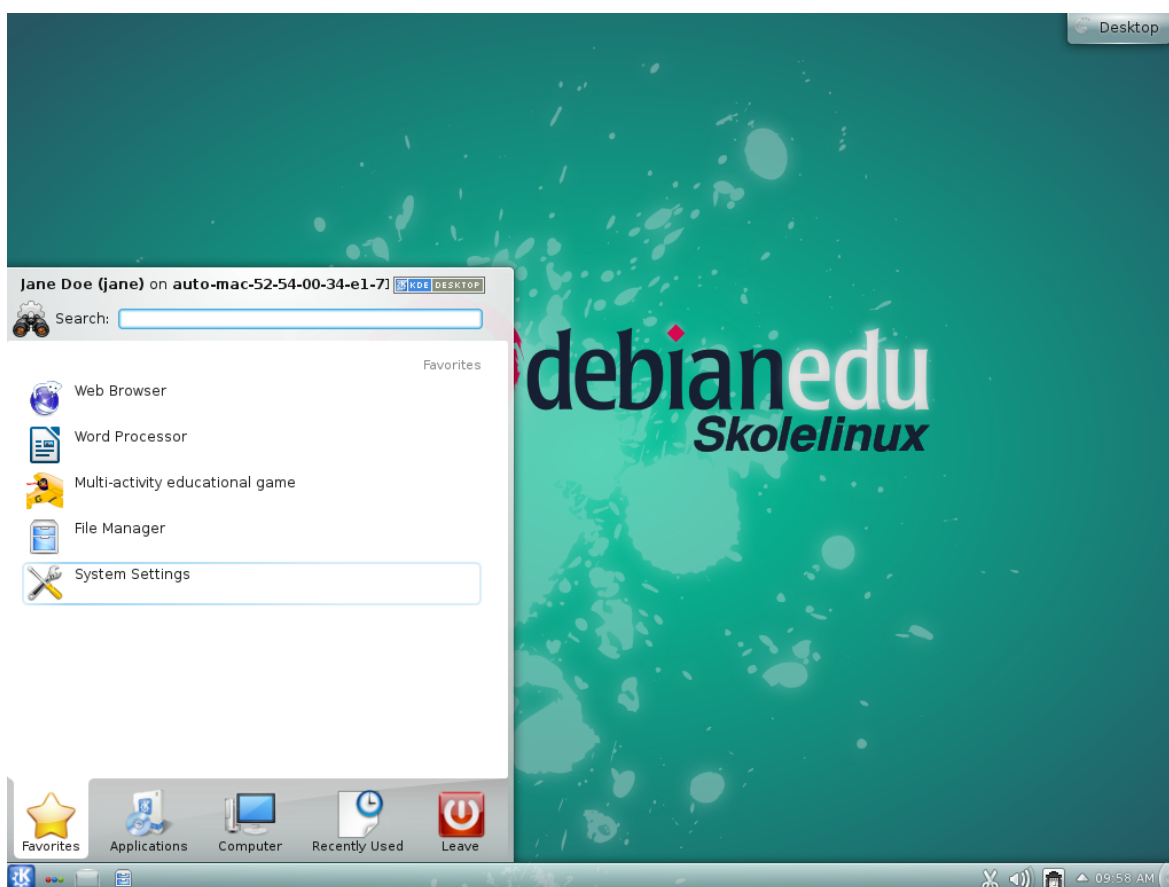 Desktop
Jane Doe (jane) on auto-mac-52-54-00-34-e1-71
KDE DESKTOP
Search:
Favorites
Web Browser
Word Processor
Multi-activity educational game
File Manager
System Settings
debianedu
Skolelinux
Favorites
Applications
Computer
Recently Used
Leave
09:58 AM